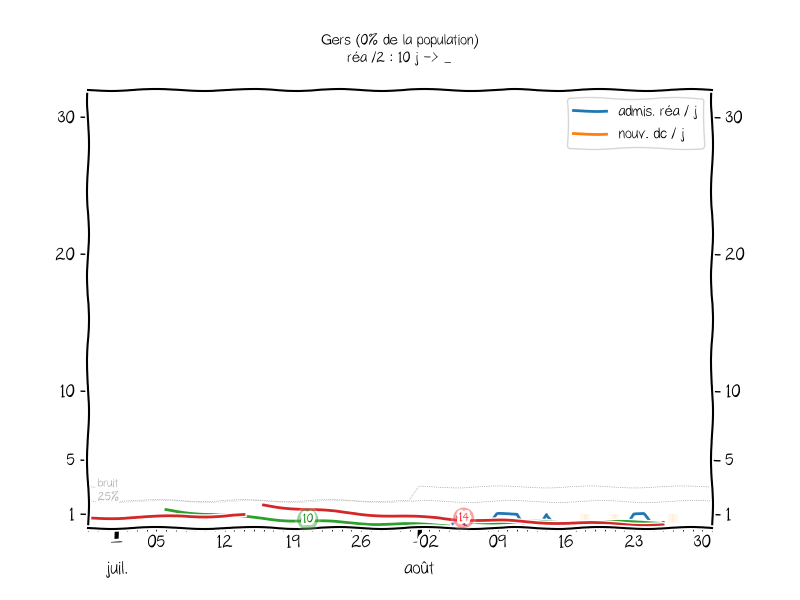 Gers (0% de la population)
réa /2 : 10 j -> _
admis. réa / j
nouv. dc / j
30 30
20 20
10 10
5 5
1 1
bruit
25%
10
14
05 12 19 26 02 09 16 23 30
juil. août